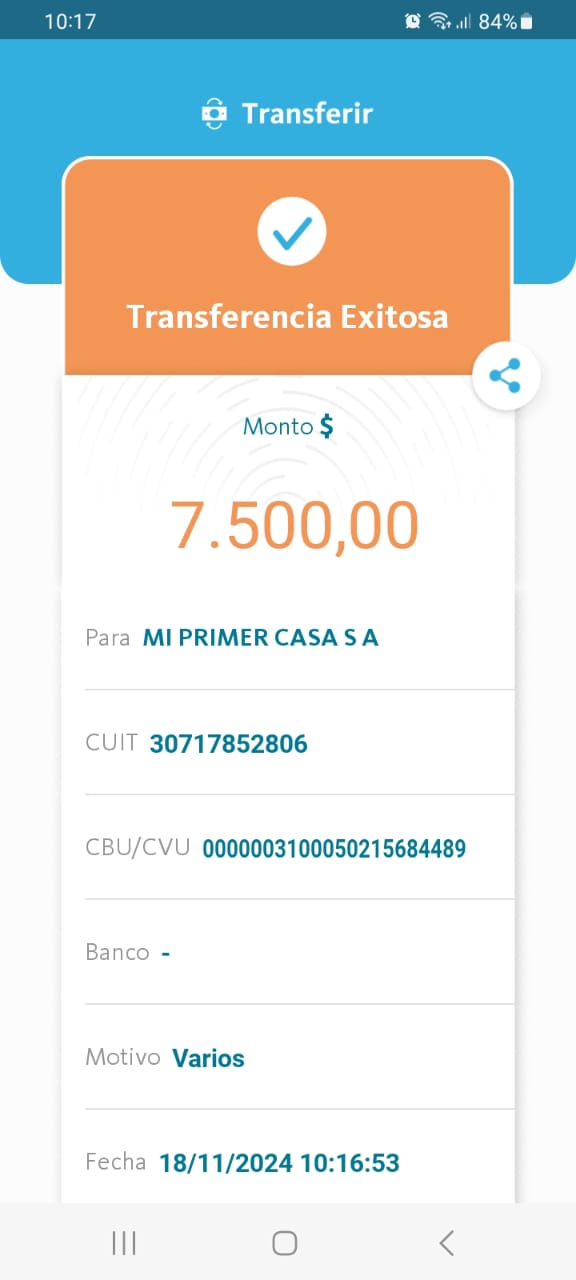 10:17 84%
Transferir
Transferencia Exitosa
Monto $
7.500,00
Para MI PRIMER CASA S A
CUIT 30717852806
CBU/CVU 0000003100050215684489
Banco -
Motivo Varios
Fecha 18/11/2024 10:16:53